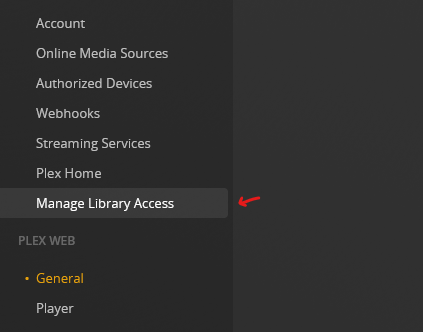 Account
Online Media Sources
Authorized Devices
Webhooks
Streaming Services
Plex Home
Manage Library Access
PLEX WEB
• General
Player